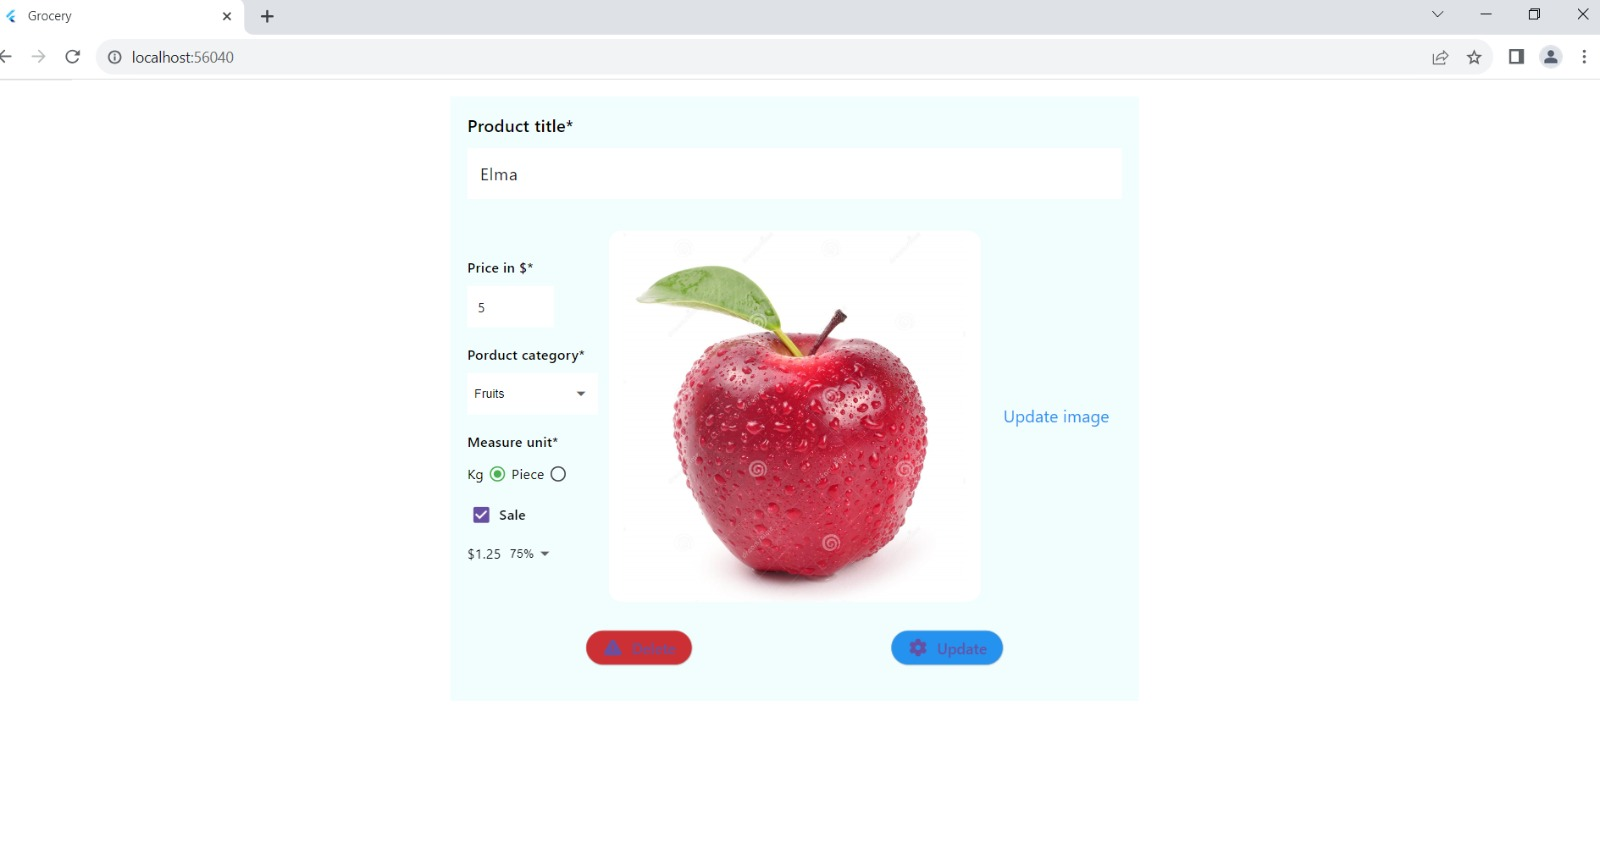 Grocery
localhost:56040
Product title*
Elma
Price in $*
5
Porduct category*
Fruits
Measure unit*
Kg Piece
Sale
$1.25 75%
Update image
Delete Update